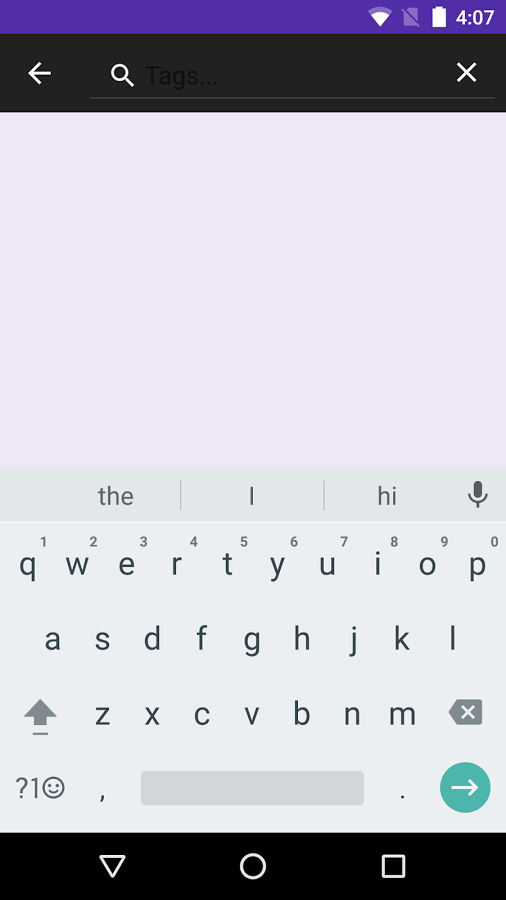 4:07
Tags...
the I hi
1 2 3 4 5 6 7 8 9 0
q w e r t y u i o p
a s d f g h j k l
z x c v b n m
?1☺ , .